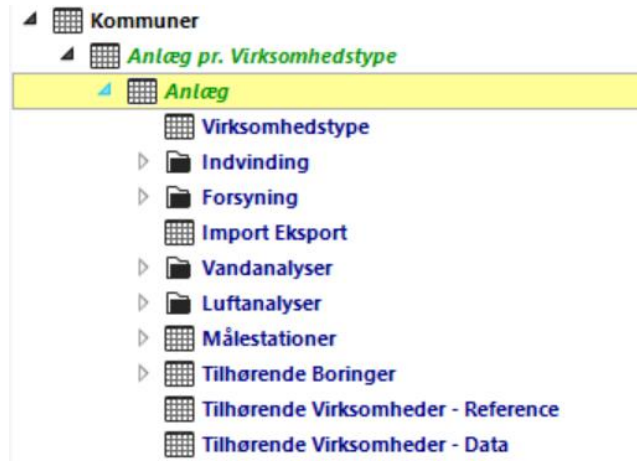 Kommuner
Anlæg pr. Virksomhedstype
Anlæg
Virksomhedstype
Indvinding
Forsyning
Import Eksport
Vandanalyser
Luftanalyser
Målestationer
Tilhørende Boringer
Tilhørende Virksomheder - Reference
Tilhørende Virksomheder - Data